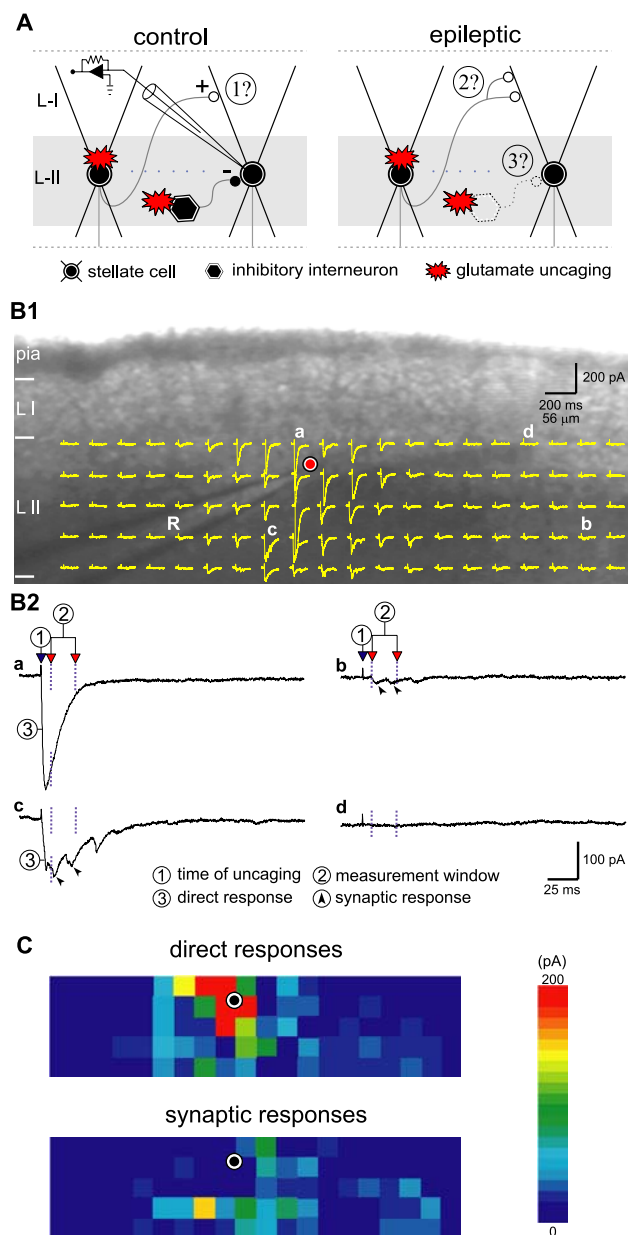 A
control
epileptic
L-I
+
1?
2?
L-II
-
3?
stellate cell
inhibitory interneuron
glutamate uncaging
B1
pia
L I
L II
200 pA
200 ms
56 µm
a
d
R
c
b
B2
2
1
a
3
2
1
b
c
3
d
1 time of uncaging
2 measurement window
3 direct response
synaptic response
100 pA
25 ms
C
direct responses
(pA)
200
synaptic responses
0